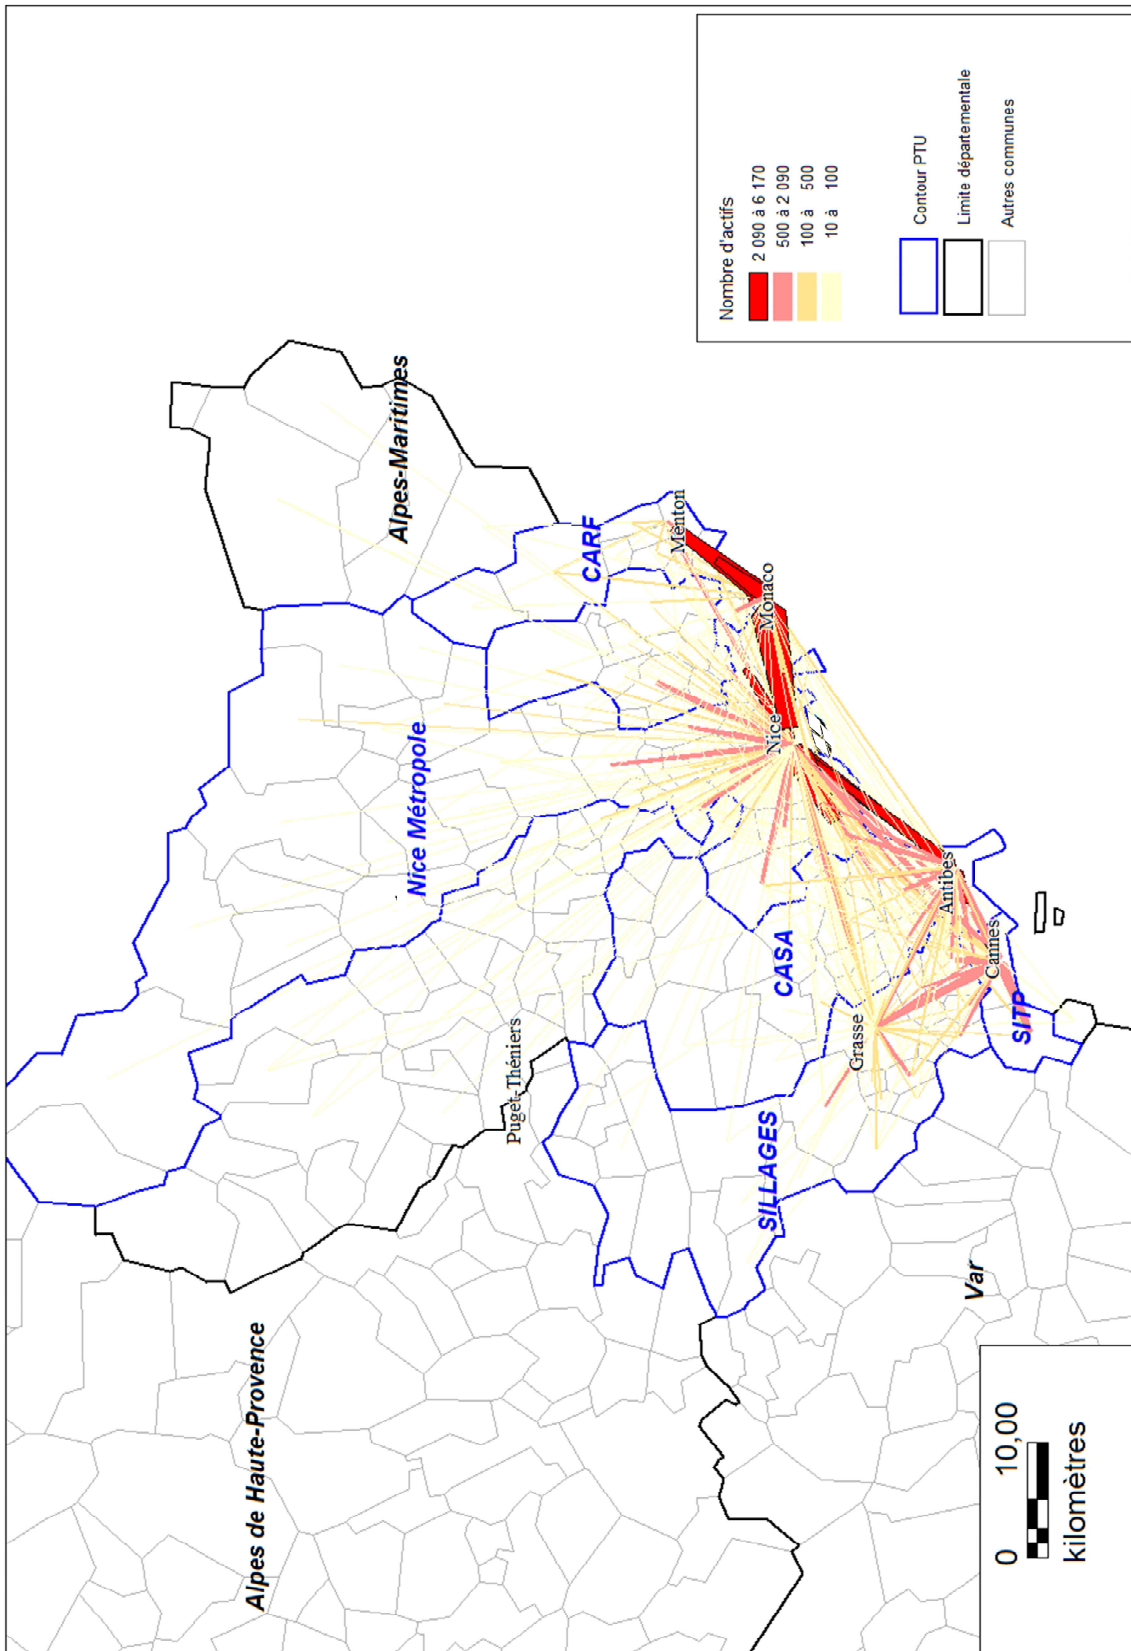 Alpes-Maritimes
CARF
Menton
Monaco
Nice Métropole
Nice
Antibes
Cannes
CASA
Grasse
SITP
Puget-Théniers
SILLAGES
Var
Alpes de Haute-Provence
Nombre d'actifs
2 090 à 6 170
500 à 2 090
100 à 500
10 à 100
Contour PTU
Limite départementale
Autres communes
0 10,00
kilomètres